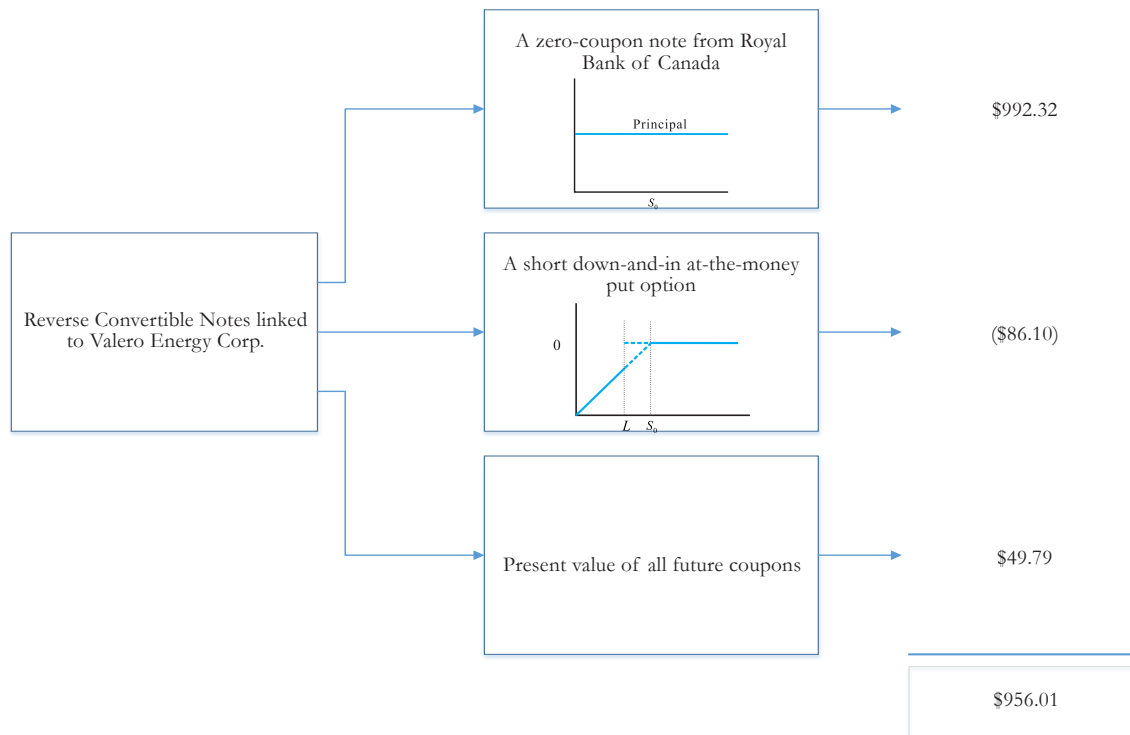 A zero-coupon note from Royal
Bank of Canada
Principal
S₀
$992.32
Reverse Convertible Notes linked
to Valero Energy Corp.
A short down-and-in at-the-money
put option
0
L
S₀
($86.10)
Present value of all future coupons
$49.79
$956.01